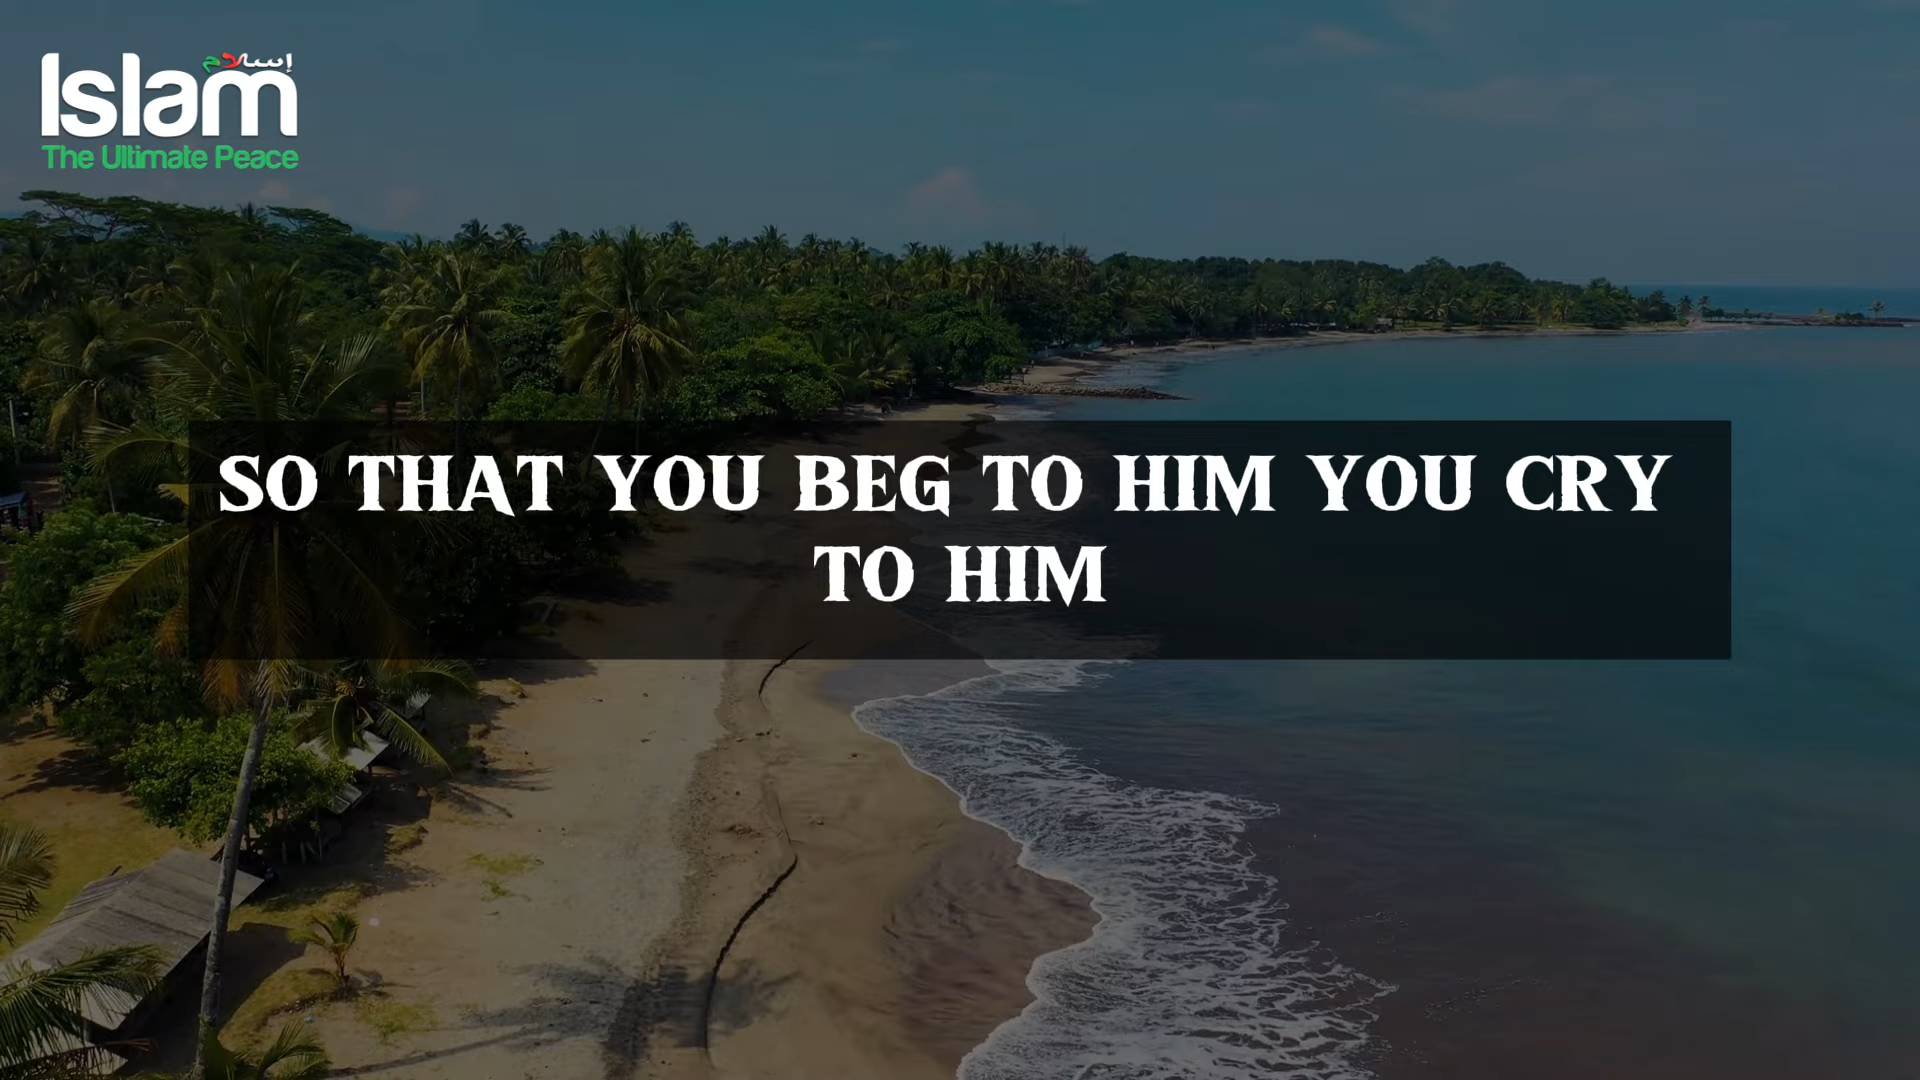 إسلام
Islam
The Ultimate Peace
SO THAT YOU BEG TO HIM YOU CRY
TO HIM